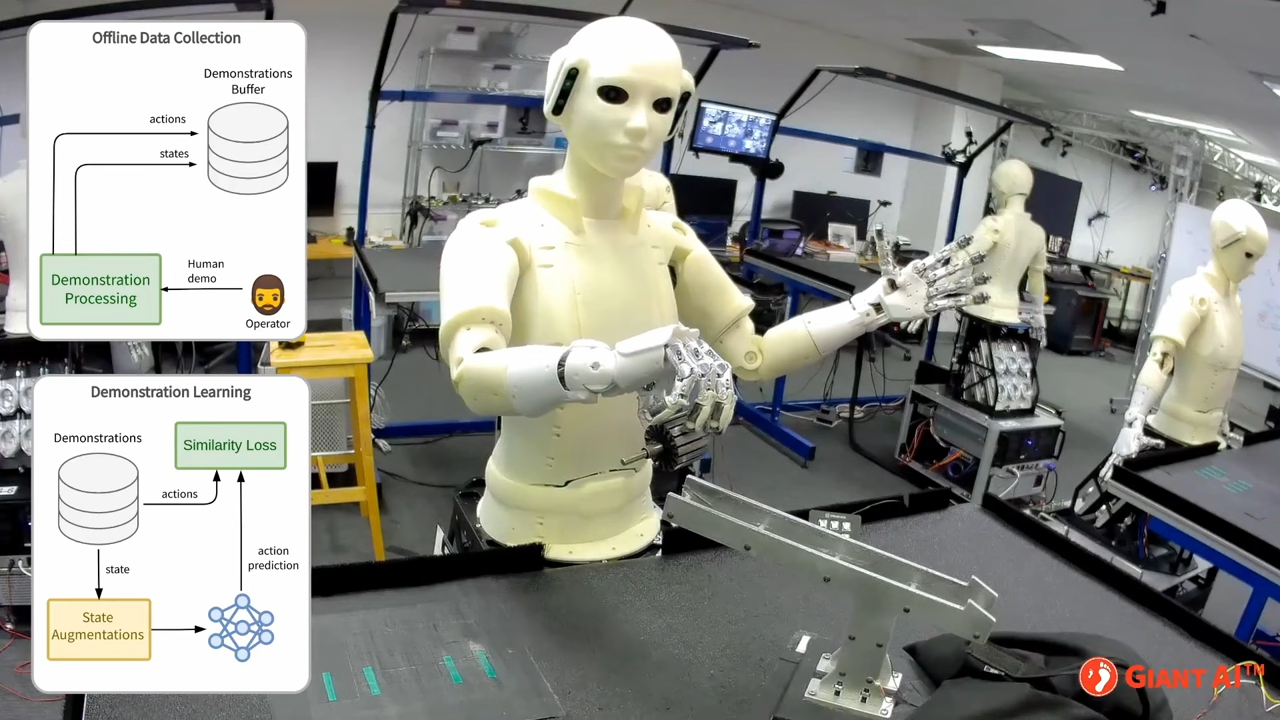 Offline Data Collection
Demonstrations
Buffer
actions
states
Demonstration
Processing
Human
demo
Operator
Demonstration Learning
Demonstrations
Similarity Loss
actions
action
prediction
state
State
Augmentations
GIANT AI™